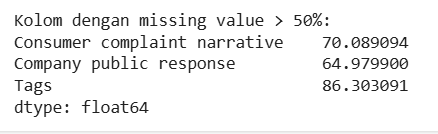 Kolom dengan missing value > 50%:
Consumer complaint narrative    70.089094
Company public response         64.979900
Tags                            86.303091
dtype: float64